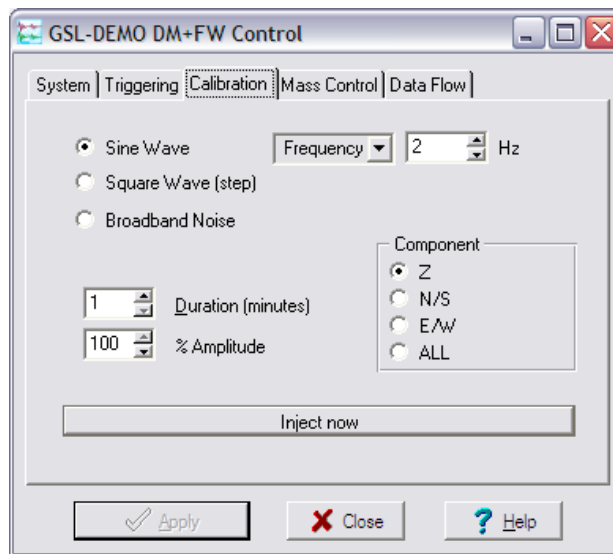 GSL-DEMO DM+FW Control
System Triggering Calibration Mass Control Data Flow
Sine Wave Frequency 2 Hz
Square Wave (step)
Broadband Noise
Component
Z
N/S
E/W
ALL
1 Duration (minutes)
100 % Amplitude
Inject now
Apply Close Help